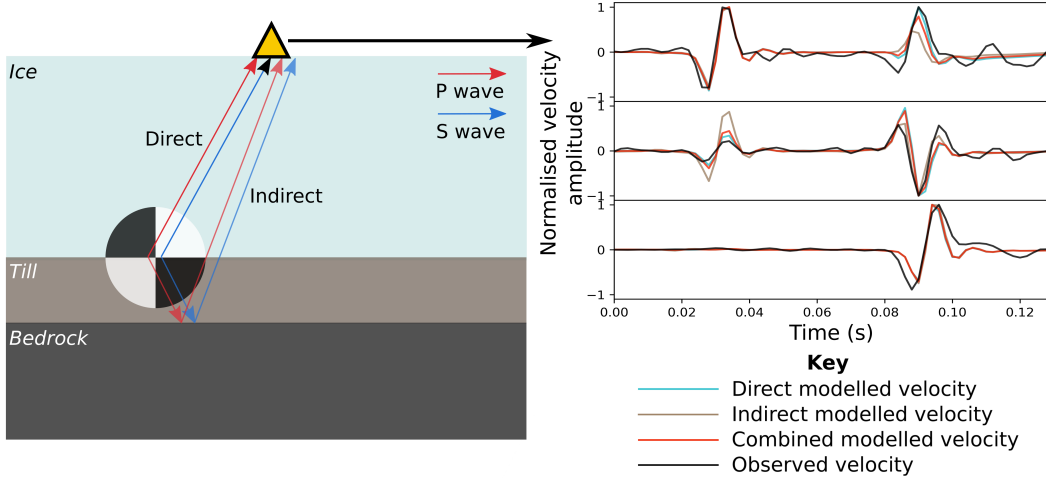 Ice
P wave
S wave
Direct
Indirect
Till
Bedrock
Normalised velocity
amplitude
1
0
−1
1
0
−1
1
0
−1
0.00 0.02 0.04 0.06 0.08 0.10 0.12
Time (s)
Key
Direct modelled velocity
Indirect modelled velocity
Combined modelled velocity
Observed velocity